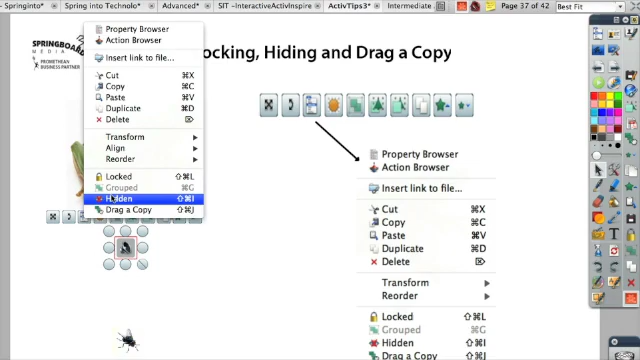 Springinto*)
Spring into Technolo*
Advanced*
SIT -InteractiveActivInspire
ActivTips3*
Intermediate
Page 37 of 92
Best Fit
SPRINGBOARD
MEDIA
PROMETHEAN
BUSINESS PARTNER
ocking, Hiding and Drag a Copy
Property Browser
Action Browser
Insert link to file...
Cut ⌘X
Copy ⌘C
Paste ⌘V
Duplicate ⌘D
Delete ⌦
Transform
Align
Reorder
Locked ⇧⌘L
Grouped ⌘G
Hidden ⇧⌘I
Drag a Copy ⇧⌘J
Property Browser
Action Browser
Insert link to file...
Cut ⌘X
Copy ⌘C
Paste ⌘V
Duplicate ⌘D
Delete ⌦
Transform
Reorder
Locked ⇧⌘L
Grouped ⌘G
Hidden ⇧⌘I
Drag a Copy ⇧⌘J